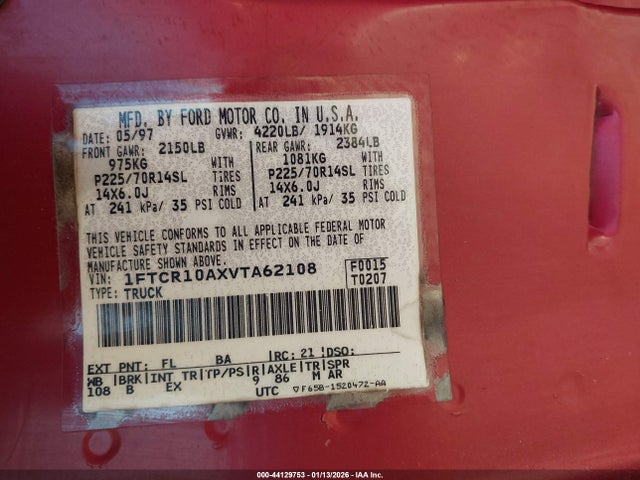 MFD. BY FORD MOTOR CO. IN U.S.A.
DATE: 05/97 GVWR: 4220LB/ 1914KG
FRONT GAWR: 2150LB REAR GAWR: 2384LB
975KG WITH 1081KG WITH
P225/70R14SL TIRES P225/70R14SL TIRES
14X6.0J RIMS 14X6.0J RIMS
AT 241 kPa/ 35 PSI COLD AT 241 kPa/ 35 PSI COLD
THIS VEHICLE CONFORMS TO ALL APPLICABLE FEDERAL MOTOR
VEHICLE SAFETY STANDARDS IN EFFECT ON THE DATE OF
MANUFACTURE SHOWN ABOVE.
VIN: 1FTCR10AXVTA62108 F0015
TYPE: TRUCK T0207
EXT PNT: FL BA RC: 21 DSO:
WB BRK INT TR TP/PS R AXLE TR SPR
108 B EX 9 86 M AR
UTC ▽F65B-1520472-AA
000-44129753 | 01/13/2026 - IAA Inc.